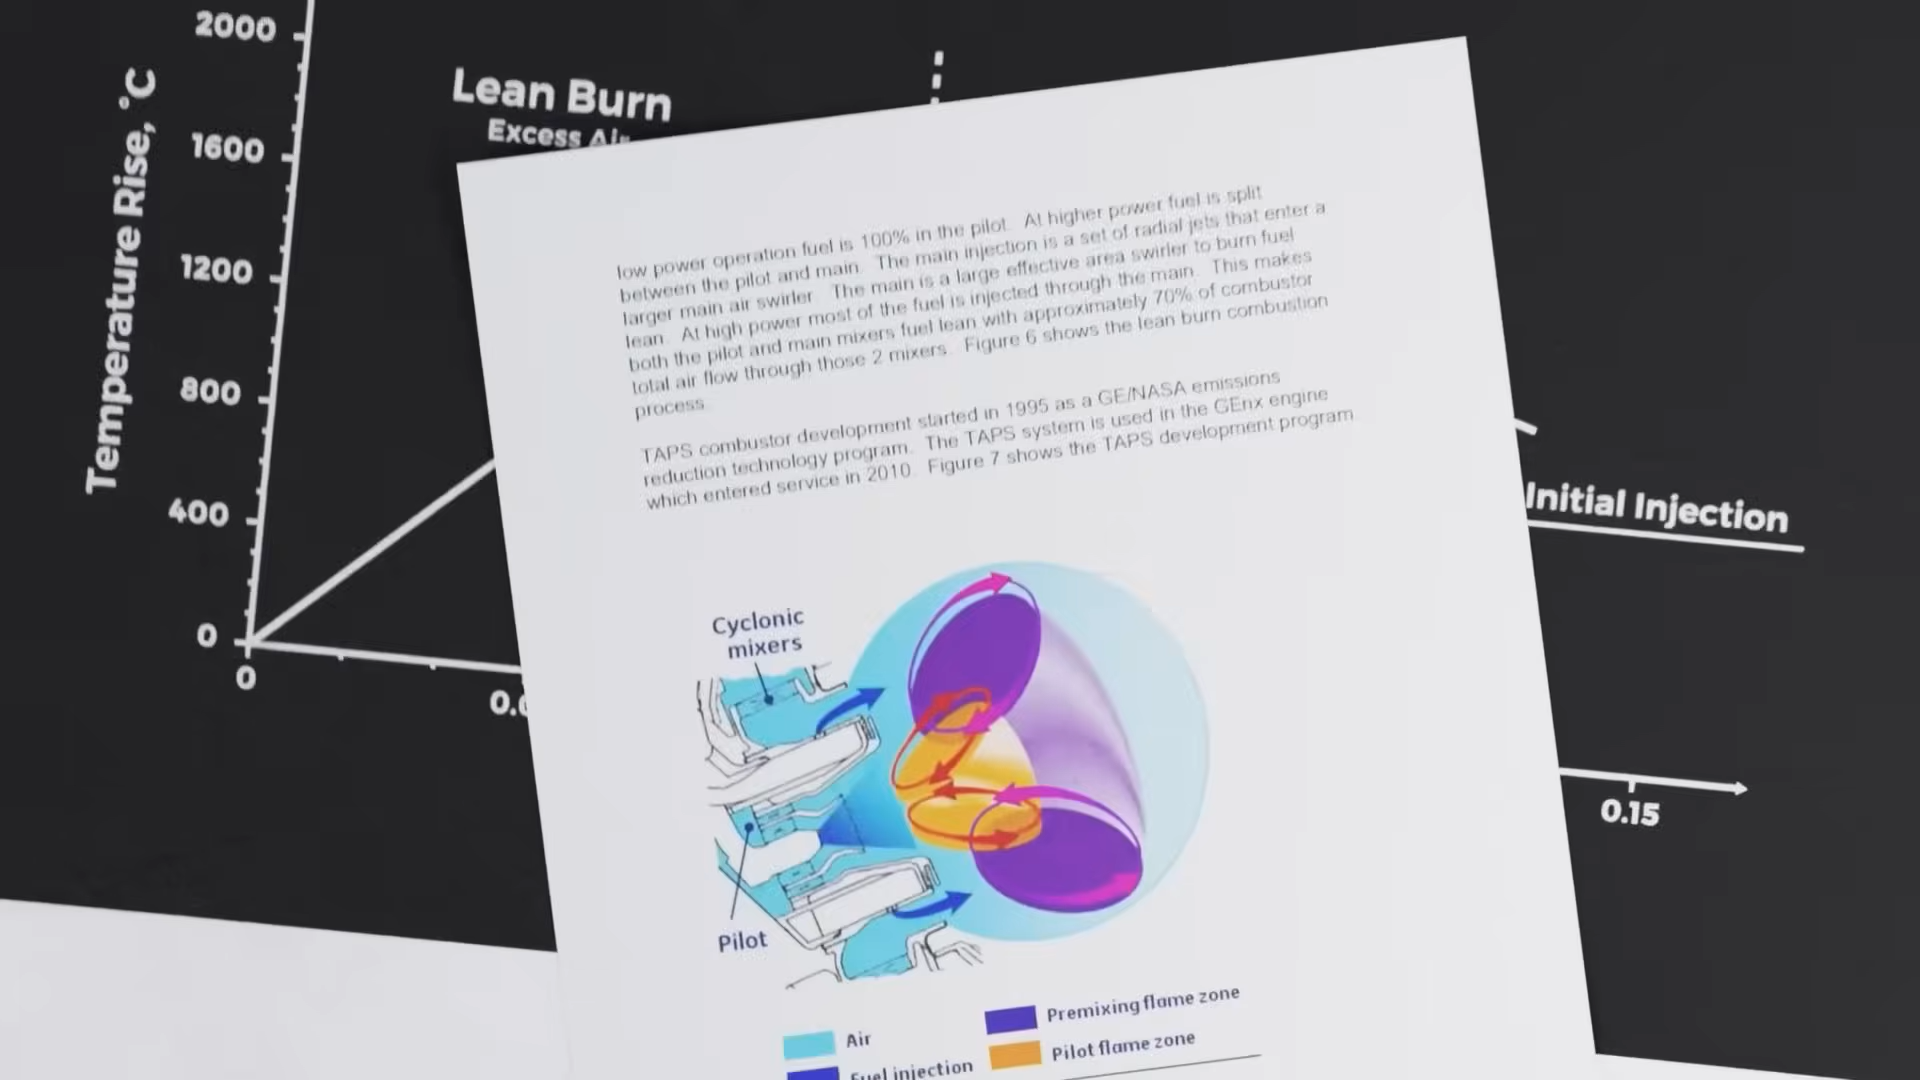 2000
1600
1200
800
400
0
0
Temperature Rise, °C
Lean Burn
Excess Air
low power operation fuel is 100% in the pilot. At higher power fuel is split
between the pilot and main. The main injection is a set of radial jets that enter a
larger main air swirler. The main is a large effective area swirler to burn fuel
lean. At high power most of the fuel is injected through the main. This makes
both the pilot and main mixers fuel lean with approximately 70% of combustor
total air flow through those 2 mixers. Figure 6 shows the lean burn combustion
process.
TAPS combustor development started in 1995 as a GE/NASA emissions
reduction technology program. The TAPS system is used in the GEnx engine
which entered service in 2010. Figure 7 shows the TAPS development program
Initial Injection
0.15
Cyclonic
mixers
Pilot
Air
Fuel injection
Premixing flame zone
Pilot flame zone